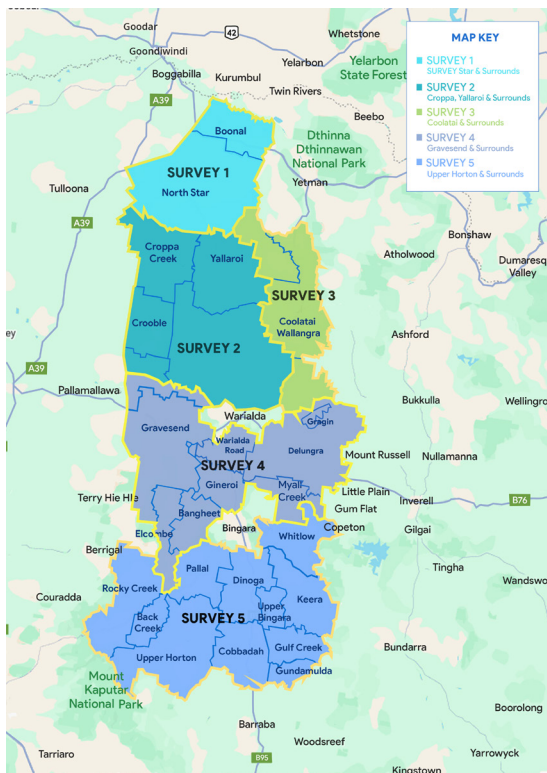 Goodar
42
Whetstone
Goondiwindi
Yelarbon
Yelarbon
State Forest
Boggabilla
Kurumbul
Twin Rivers
A39
Beebo
MAP KEY
SURVEY 1
SURVEY Star & Surrounds
SURVEY 2
Croppa, Yallaroi & Surrounds
SURVEY 3
Coolatai & Surrounds
SURVEY 4
Gravesend & Surrounds
SURVEY 5
Upper Horton & Surrounds
Boonal
Dthinna
Dthinnawan
National Park
SURVEY 1
North Star
Yetman
Tulloona
A39
Bonshaw
Croppa
Creek
Yallaroi
Atholwood
Dumaresq
Valley
SURVEY 3
Crooble
Coolatai
Wallangra
ey
Ashford
SURVEY 2
A39
Pallamallawa
Bukkulla
Wellingro
Warialda
Gragin
Gravesend
Warialda
Road
Delungra
Mount Russell
Nullamanna
SURVEY 4
Gineroi
Myall
Creek
Little Plain
Terry Hie Hie
Inverell
B76
Gum Flat
Bangheet
Bingara
Copeton
Elcombe
Gilgai
Whitlow
Berrigal
Pallal
Tingha
Dinoga
Wandswo
Rocky Creek
Couradda
Keera
Upper
Bingara
Back
Creek
SURVEY 5
Bundarra
Cobbadah
Gulf Creek
Upper Horton
Gundamulda
Mount
Kaputar
National Park
Boorolong
Barraba
Woodsreef
Tarriaro
B95
Yarrowyck
Kingstown